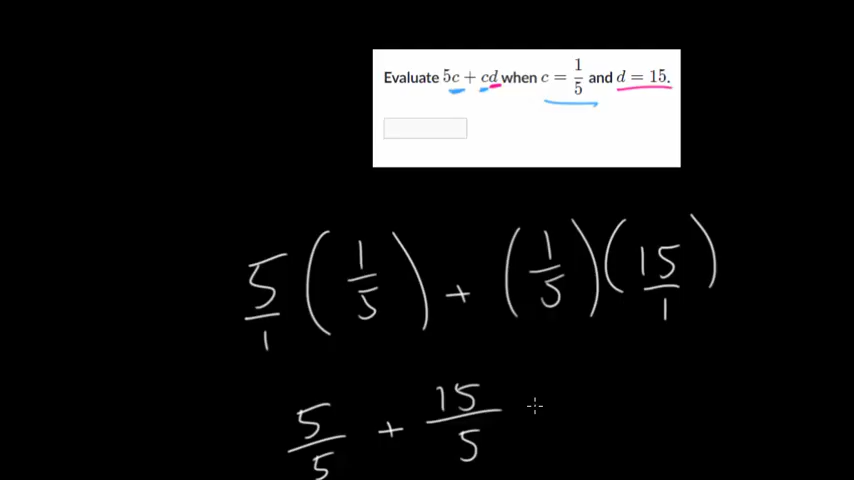 Evaluate 5c + cd when c = 1/5 and d = 15.
5/1 (1/5) + (1/5)(15/1)
5/5 + 15/5